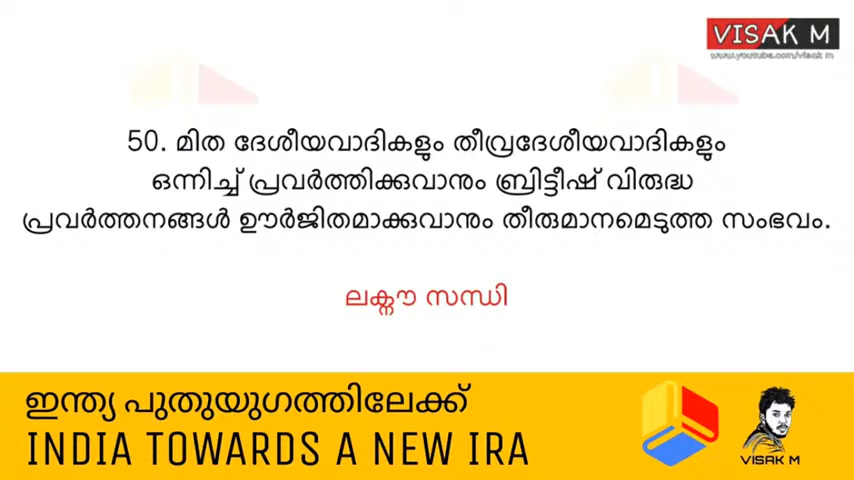 VISAK M
www.youtube.com/visak m
50. മിത ദേശീയവാദികളും തീവ്രദേശീയവാദികളും
ഒന്നിച്ച് പ്രവർത്തിക്കുവാനും ബ്രിട്ടീഷ് വിരുദ്ധ
പ്രവർത്തനങ്ങൾ ഊർജിതമാക്കുവാനും തീരുമാനമെടുത്ത സംഭവം.
ലക്നൗ സന്ധി
ഇന്ത്യ പുതുയുഗത്തിലേക്ക്
INDIA TOWARDS A NEW IRA
VISAK M